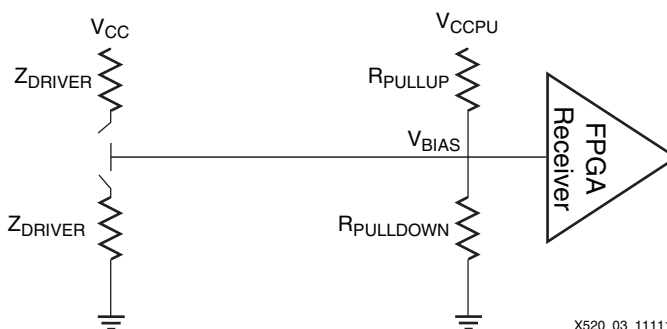 VCC
VCCPU
ZDRIVER
RPULLUP
VBIAS
FPGA
Receiver
ZDRIVER
RPULLDOWN